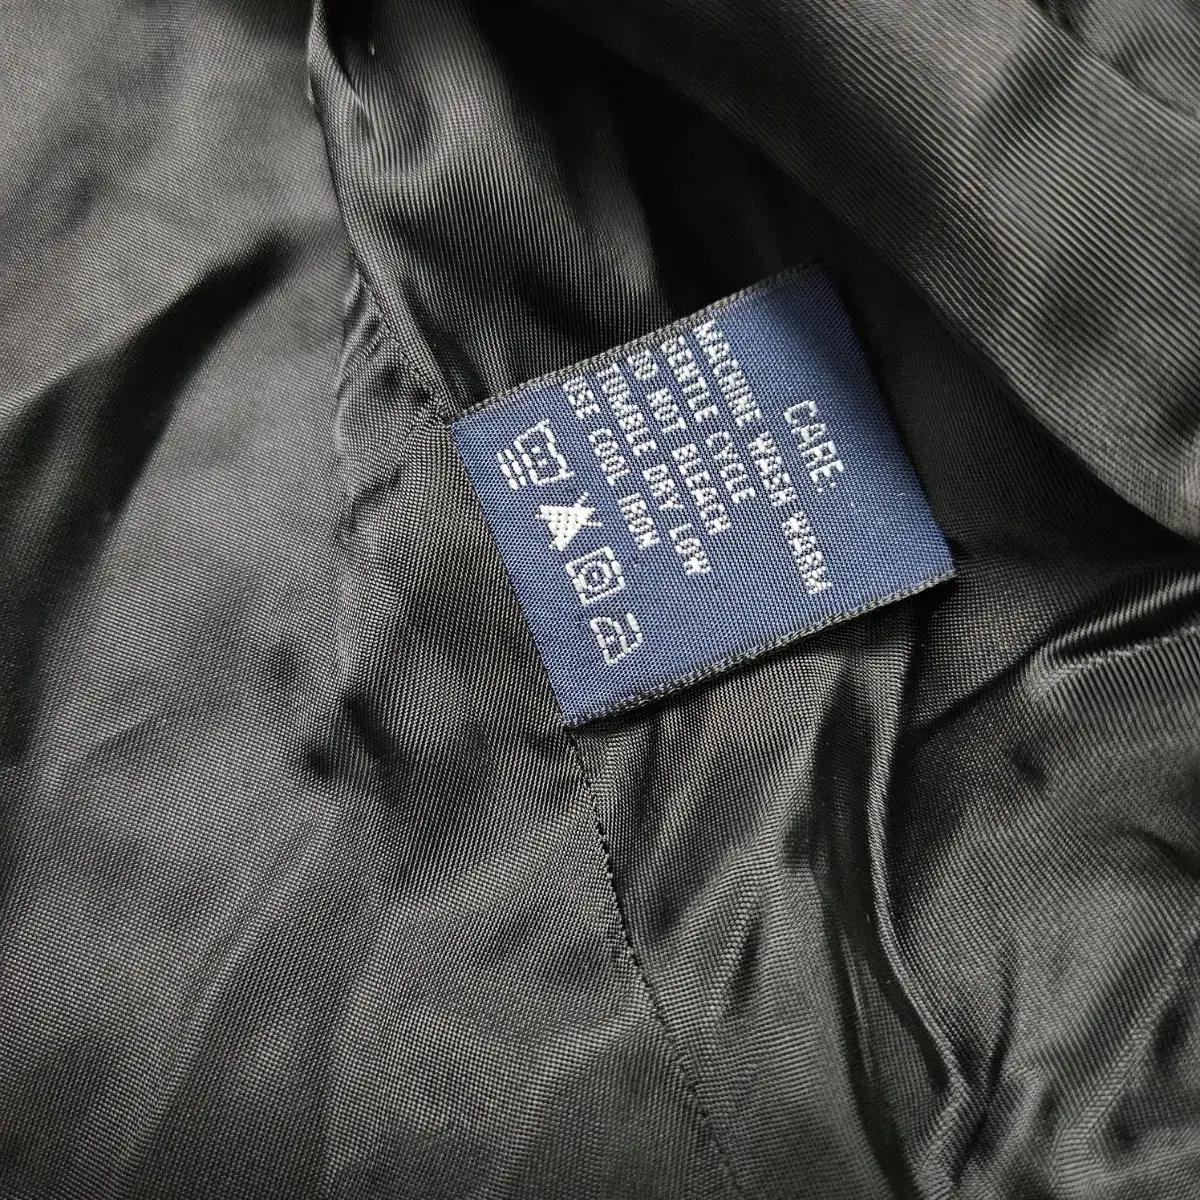 CARE:
MACHINE WASH WARM
GENTLE CYCLE
DO NOT BLEACH
TUMBLE DRY LOW
USE COOL IRON